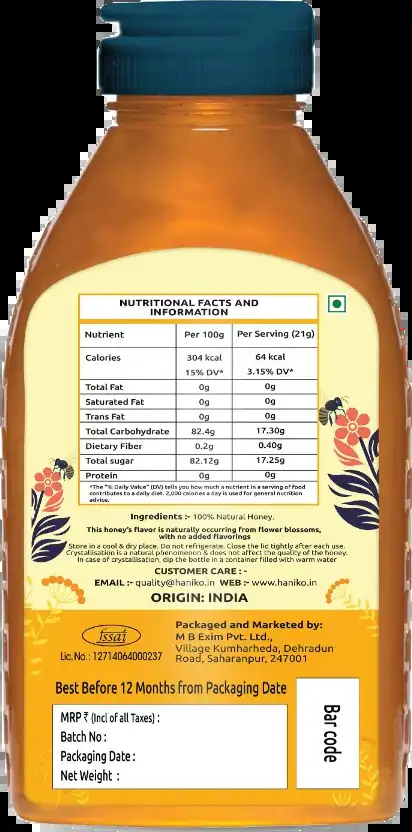 NUTRITIONAL FACTS AND
INFORMATION
Nutrient Per 100g Per Serving (21g)
Calories 304 kcal 64 kcal
15% DV* 3.15% DV*
Total Fat 0g 0g
Saturated Fat 0g 0g
Trans Fat 0g 0g
Total Carbohydrate 82.4g 17.30g
Dietary Fiber 0.2g 0.40g
Total sugar 82.12g 17.25g
Protein 0g 0g
*The "% Daily Value" (DV) tells you how much a nutrient in a serving of food
contributes to a daily diet. 2,000 calories a day is used for general nutrition
advice.
Ingredients :- 100% Natural Honey.
This honey's flavor is naturally occurring from flower blossoms,
with no added flavorings
Store in a cool & dry place. Do not refrigerate. Close the lid tightly after each use.
Crystallisation is a natural phenomenon & does not affect the quality of the honey.
In case of crystallisation, dip the bottle in a container filled with warm water
CUSTOMER CARE : -
EMAIL :- quality@haniko.in WEB :- www.haniko.in
ORIGIN: INDIA
fssai
Lic. No. : 12714064000237
Packaged and Marketed by:
M B Exim Pvt. Ltd.,
Village Kumharheda, Dehradun
Road, Saharanpur, 247001
Best Before 12 Months from Packaging Date
MRP ₹ (Incl of all Taxes) :
Batch No :
Packaging Date :
Net Weight :
Bar code